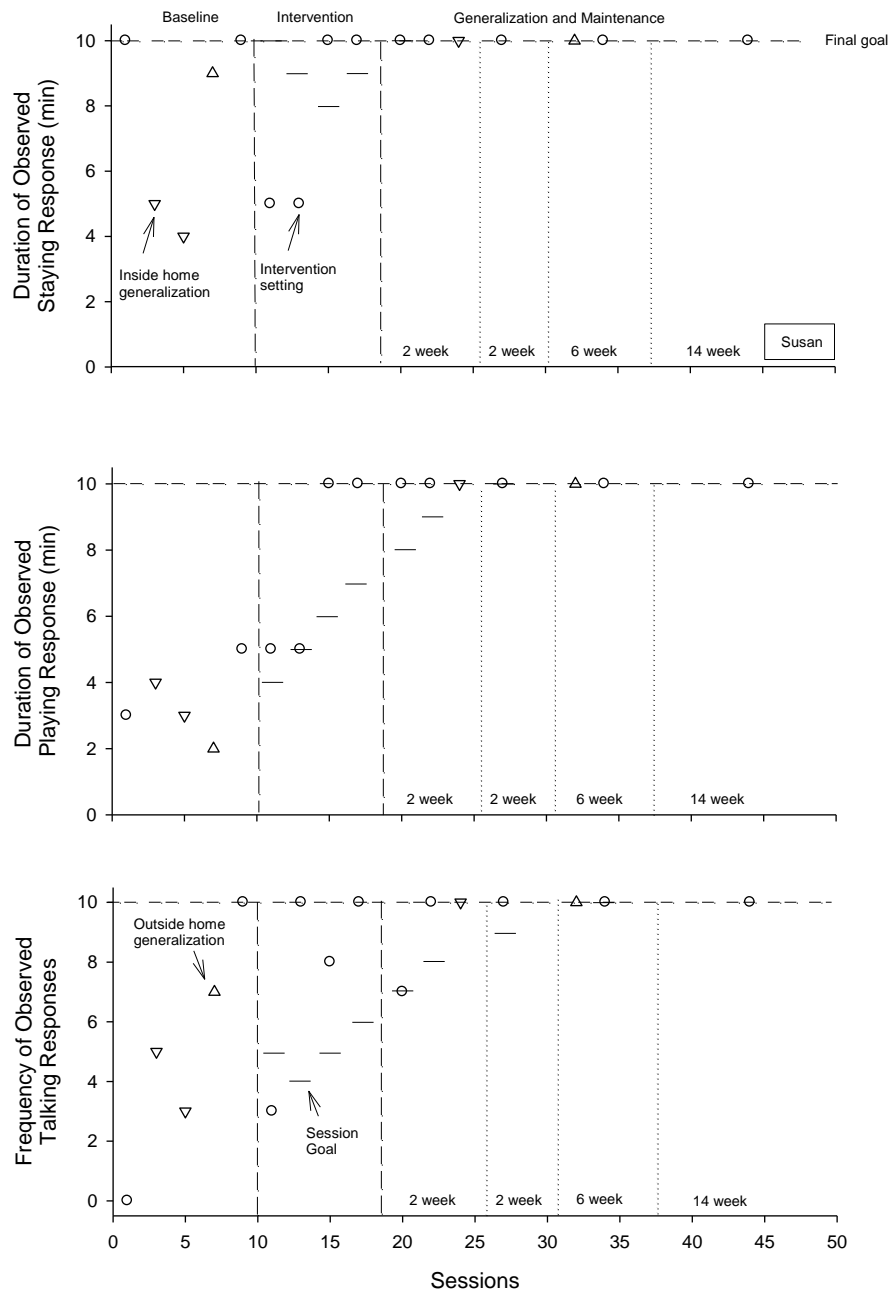 Baseline Intervention Generalization and Maintenance
Final goal
10
8
6
4
2
0
Duration of Observed
Staying Response (min)
Inside home
generalization
Intervention
setting
2 week 2 week 6 week 14 week
Susan
10
8
6
4
2
0
Duration of Observed
Playing Response (min)
2 week 2 week 6 week 14 week
10
8
6
4
2
0
Frequency of Observed
Talking Responses
Outside home
generalization
Session
Goal
2 week 2 week 6 week 14 week
0 5 10 15 20 25 30 35 40 45 50
Sessions